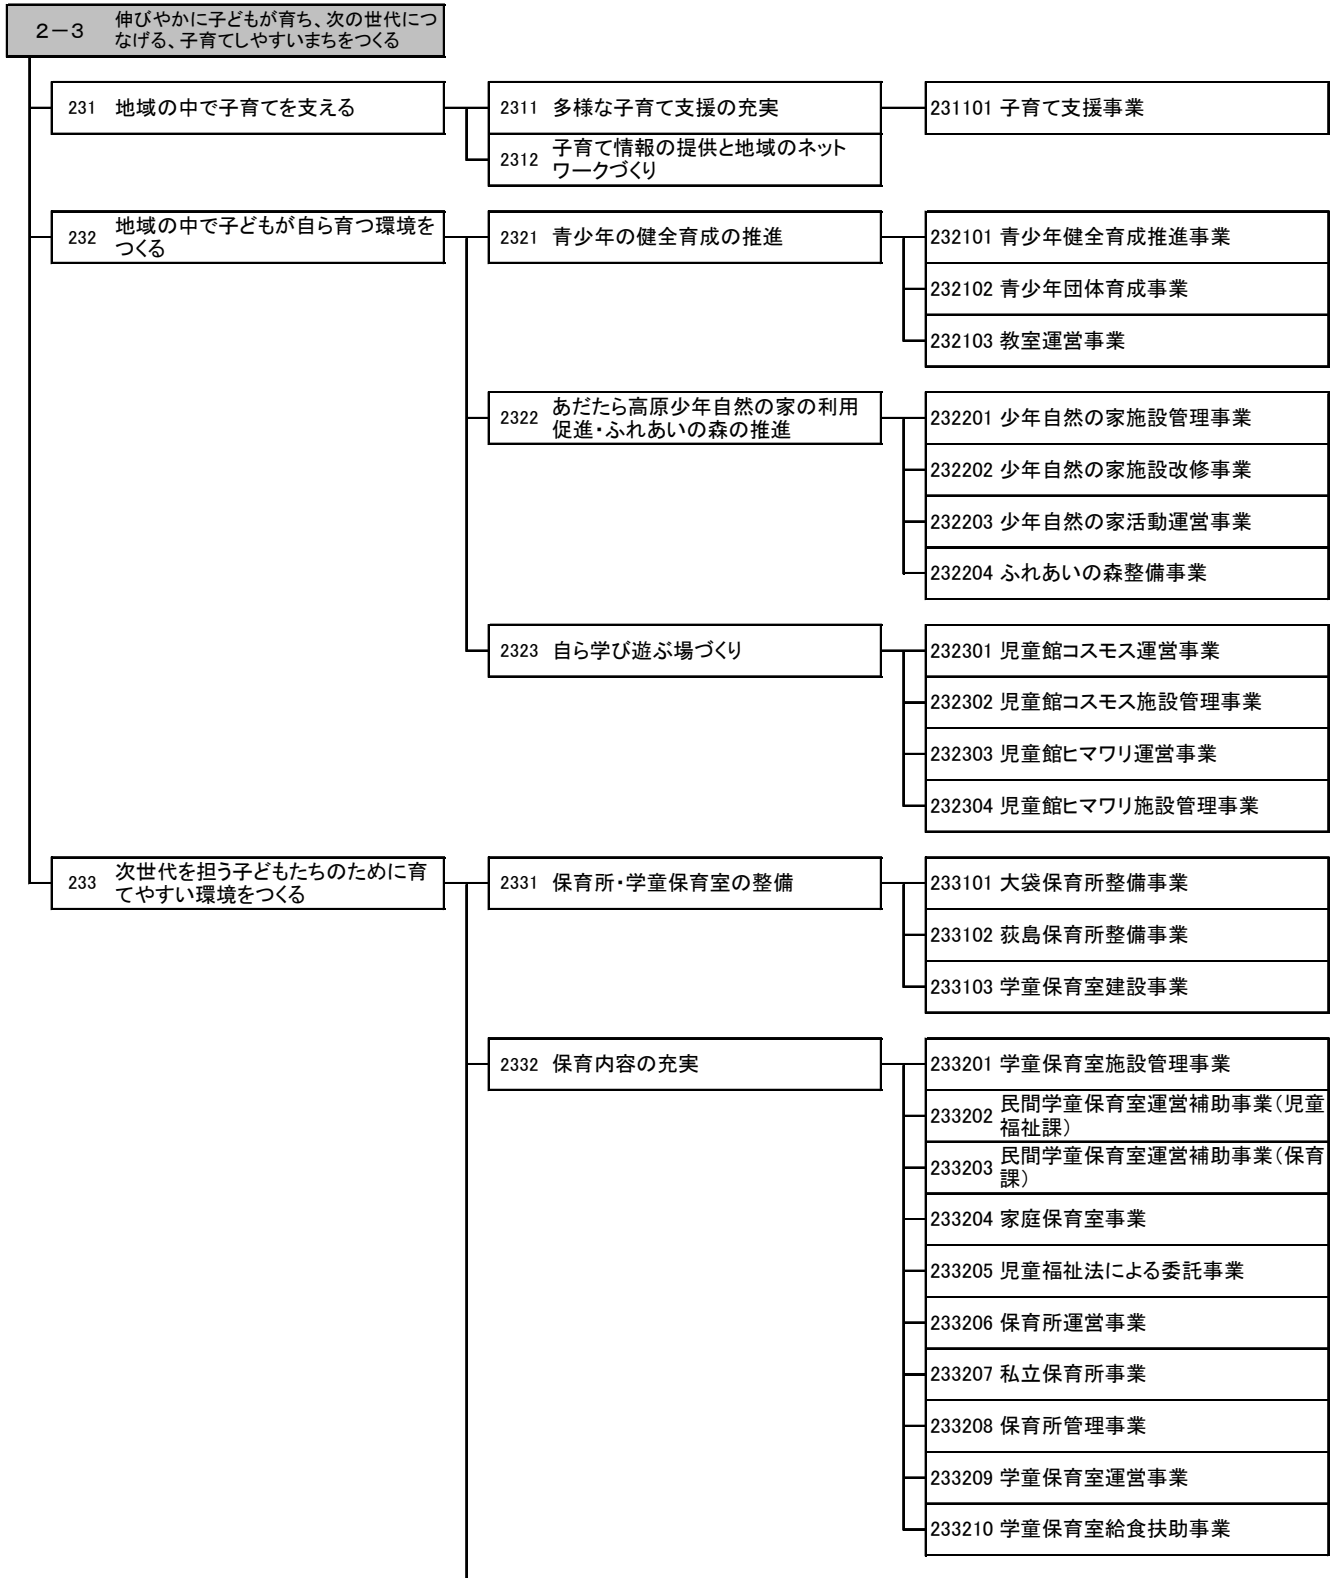 2-3 伸びやかに子どもが育ち、次の世代につ
なげる、子育てしやすいまちをつくる
231 地域の中で子育てを支える
2311 多様な子育て支援の充実
231101 子育て支援事業
2312 子育て情報の提供と地域のネット
ワークづくり
232 地域の中で子どもが自ら育つ環境を
つくる
2321 青少年の健全育成の推進
232101 青少年健全育成推進事業
232102 青少年団体育成事業
232103 教室運営事業
2322 あだたら高原少年自然の家の利用
促進・ふれあいの森の推進
232201 少年自然の家施設管理事業
232202 少年自然の家施設改修事業
232203 少年自然の家活動運営事業
232204 ふれあいの森整備事業
2323 自ら学び遊ぶ場づくり
232301 児童館コスモス運営事業
232302 児童館コスモス施設管理事業
232303 児童館ヒマワリ運営事業
232304 児童館ヒマワリ施設管理事業
233 次世代を担う子どもたちのために育
てやすい環境をつくる
2331 保育所・学童保育室の整備
233101 大袋保育所整備事業
233102 荻島保育所整備事業
233103 学童保育室建設事業
2332 保育内容の充実
233201 学童保育室施設管理事業
233202 民間学童保育室運営補助事業(児童
福祉課)
233203 民間学童保育室運営補助事業(保育
課)
233204 家庭保育室事業
233205 児童福祉法による委託事業
233206 保育所運営事業
233207 私立保育所事業
233208 保育所管理事業
233209 学童保育室運営事業
233210 学童保育室給食扶助事業